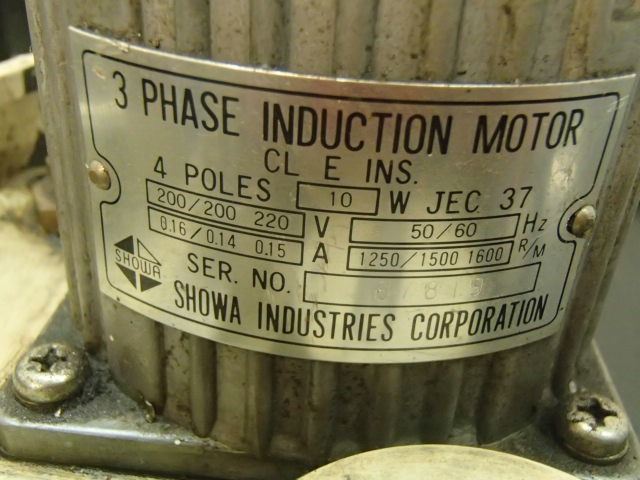 3 PHASE INDUCTION MOTOR
CL E INS.
4 POLES 10 W JEC 37
200/200 220 V 50/60 Hz
0.16/0.14 0.15 A 1250/1500 1600 R/M
SHOWA
SER. NO.
SHOWA INDUSTRIES CORPORATION